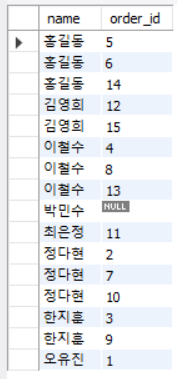 name order_id
홍길동 5
홍길동 6
홍길동 14
김영희 12
김영희 15
이철수 4
이철수 8
이철수 13
박민수 NULL
최은정 11
정다현 2
정다현 7
정다현 10
한지훈 3
한지훈 9
오유진 1